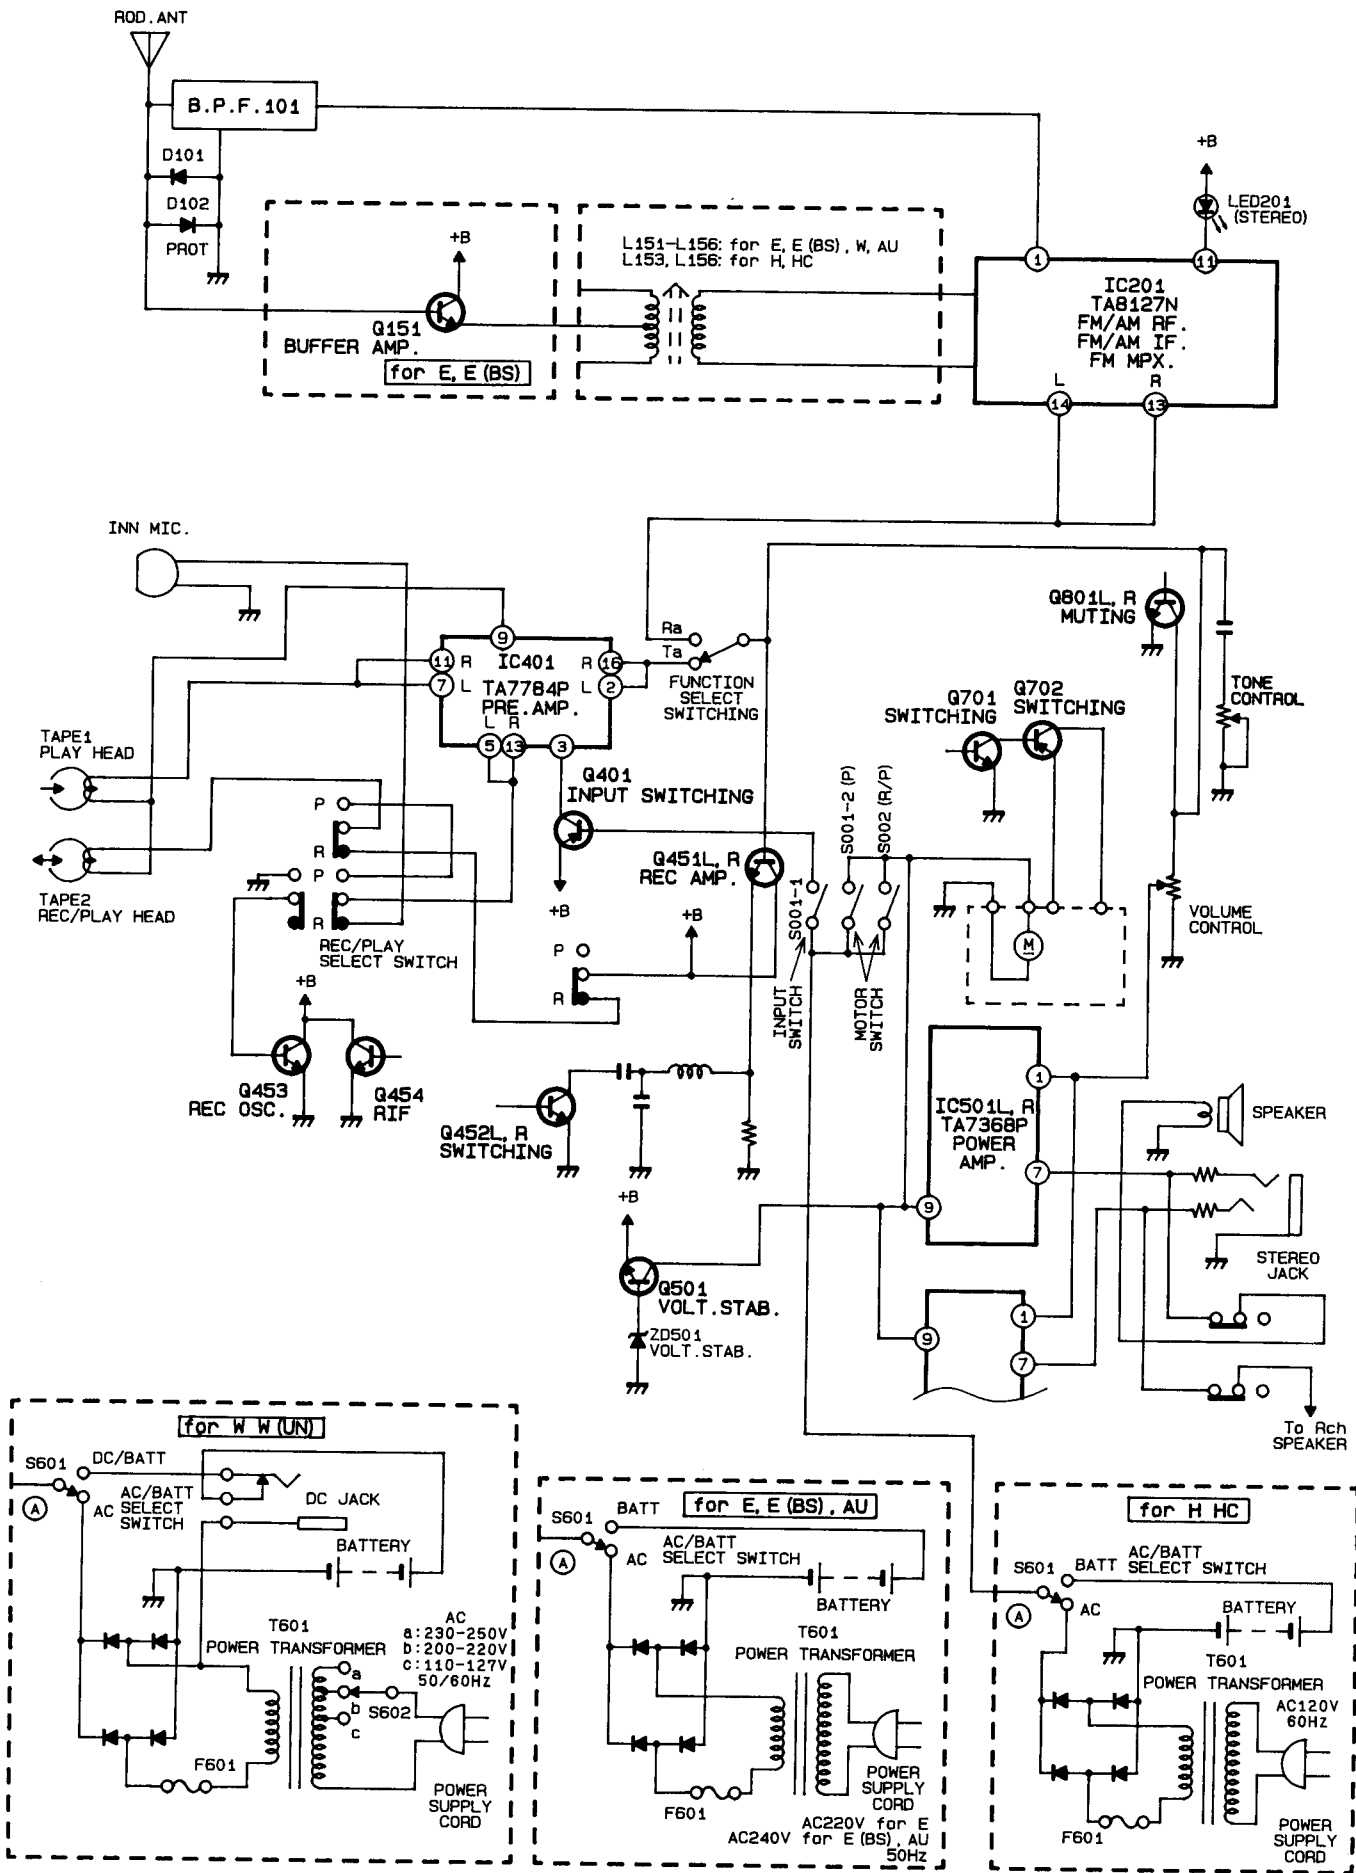 ROD.ANT
B.P.F.101
D101
D102
PROT
+B
LED201
(STEREO)
+B
L151-L156: for E, E(BS), W, AU
L153, L156: for H, HC
Q151
BUFFER AMP.
for E, E(BS)
1
11
IC201
TA8127N
FM/AM RF.
FM/AM IF.
FM MPX.
L
R
14
13
INN MIC.
9
11
R
IC401
R
16
7
L
TA7784P
L
2
PRE.AMP.
L
R
5
13
3
Ra
Ta
FUNCTION
SELECT
SWITCHING
Q801L, R
MUTING
TONE
CONTROL
Q701
SWITCHING
Q702
SWITCHING
TAPE1
PLAY HEAD
TAPE2
REC/PLAY HEAD
P
R
P
R
REC/PLAY
SELECT SWITCH
Q401
INPUT SWITCHING
+B
Q451L, R
REC AMP.
+B
P
R
S001-1
S001-2(P)
S002(R/P)
INPUT
SWITCH
MOTOR
SWITCH
M
VOLUME
CONTROL
+B
Q453
REC OSC.
Q454
RIF
Q452L, R
SWITCHING
1
IC501L, R
TA7368P
POWER
AMP.
7
9
SPEAKER
STEREO
JACK
+B
Q501
VOLT.STAB.
ZD501
VOLT.STAB.
1
9
7
To Rch
SPEAKER
for W W(UN)
S601
DC/BATT
A
AC
AC/BATT
SELECT
SWITCH
DC JACK
BATTERY
T601
POWER TRANSFORMER
AC
a:230-250V
b:200-220V
c:110-127V
50/60Hz
a
b
c
S602
F601
POWER
SUPPLY
CORD
for E, E(BS), AU
S601
BATT
A
AC
AC/BATT
SELECT SWITCH
BATTERY
T601
POWER TRANSFORMER
F601
POWER
SUPPLY
CORD
AC220V for E
AC240V for E(BS), AU
50Hz
for H HC
S601
BATT
AC/BATT
SELECT SWITCH
A
AC
BATTERY
T601
POWER TRANSFORMER
AC120V
60Hz
F601
POWER
SUPPLY
CORD